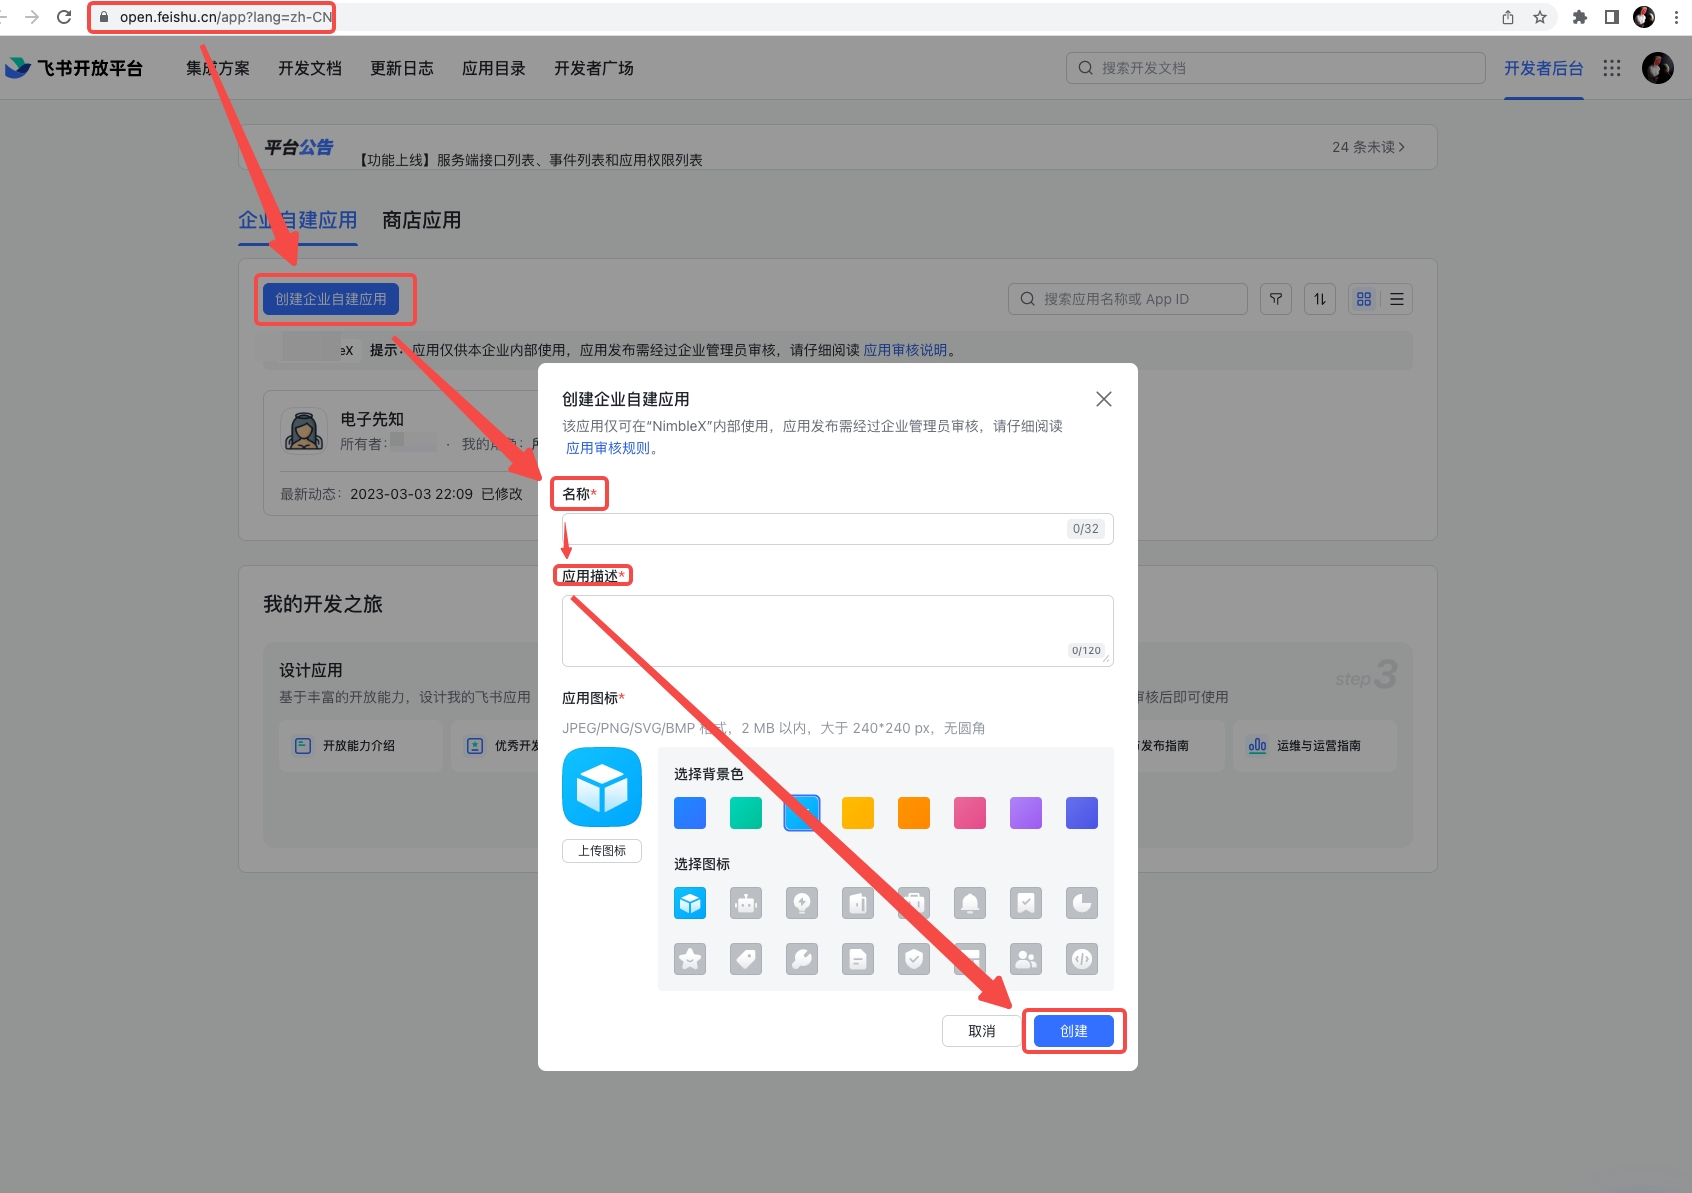 open.feishu.cn/app?lang=zh-CN
飞书开放平台
集成方案
开发文档
更新日志
应用目录
开发者广场
搜索开发文档
开发者后台
平台公告
【功能上线】服务端接口列表、事件列表和应用权限列表
24 条未读
企业自建应用
商店应用
创建企业自建应用
搜索应用名称或 App ID
eX
提示：应用仅供本企业内部使用，应用发布需经过企业管理员审核，请仔细阅读 应用审核说明。
电子先知
所有者：
· 我的角色：所
最新动态： 2023-03-03 22:09 已修改
创建企业自建应用
该应用仅可在“NimbleX”内部使用，应用发布需经过企业管理员审核，请仔细阅读
应用审核规则。
名称*
0/32
应用描述*
0/120
应用图标*
JPEG/PNG/SVG/BMP 格式，2 MB 以内，大于 240*240 px，无圆角
选择背景色
上传图标
选择图标
取消
创建
我的开发之旅
设计应用
基于丰富的开放能力，设计我的飞书应用
开放能力介绍
优秀开发
step 3
审核后即可使用
发布指南
运维与运营指南